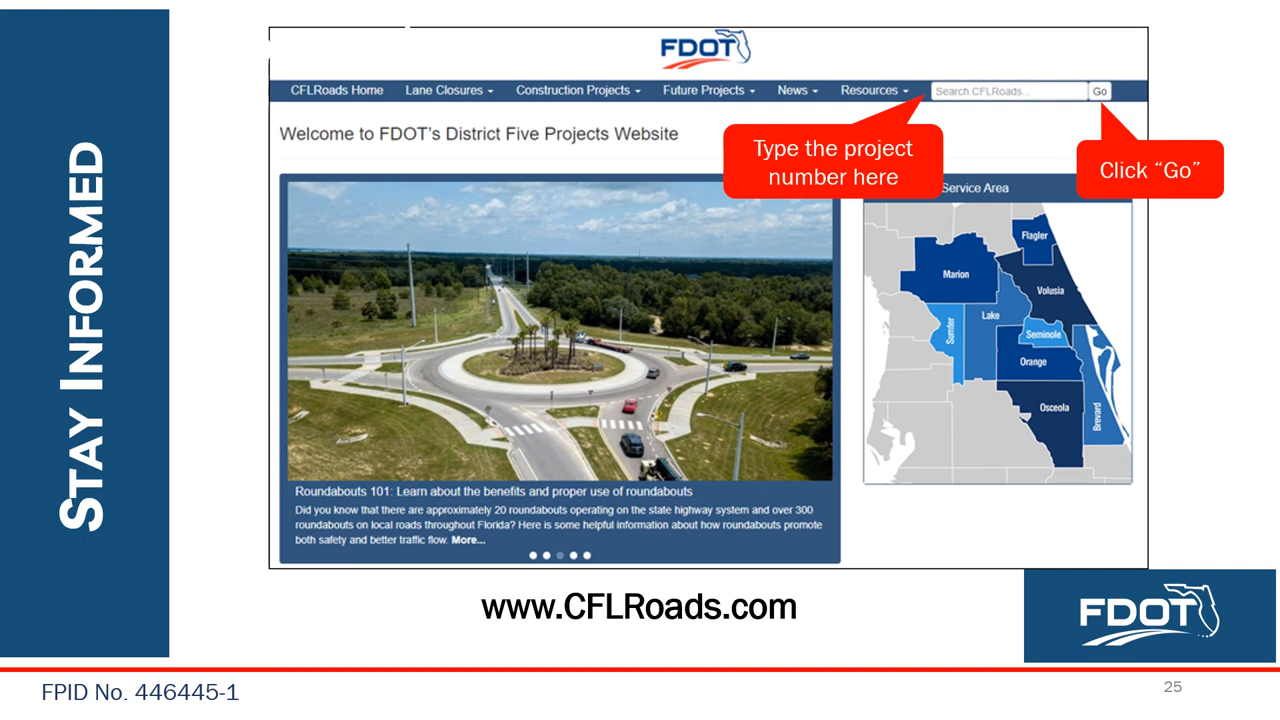 STAY INFORMED
FDOT
CFLRoads Home Lane Closures Construction Projects Future Projects News Resources Search CFLRoads... Go
Welcome to FDOT's District Five Projects Website
Type the project
number here
Click “Go”
Service Area
Flagler
Marion
Volusia
Lake
Sumter
Seminole
Orange
Osceola
Brevard
Roundabouts 101: Learn about the benefits and proper use of roundabouts
Did you know that there are approximately 20 roundabouts operating on the state highway system and over 300
roundabouts on local roads throughout Florida? Here is some helpful information about how roundabouts promote
both safety and better traffic flow. More...
www.CFLRoads.com
FDOT
FPID No. 446445-1
25